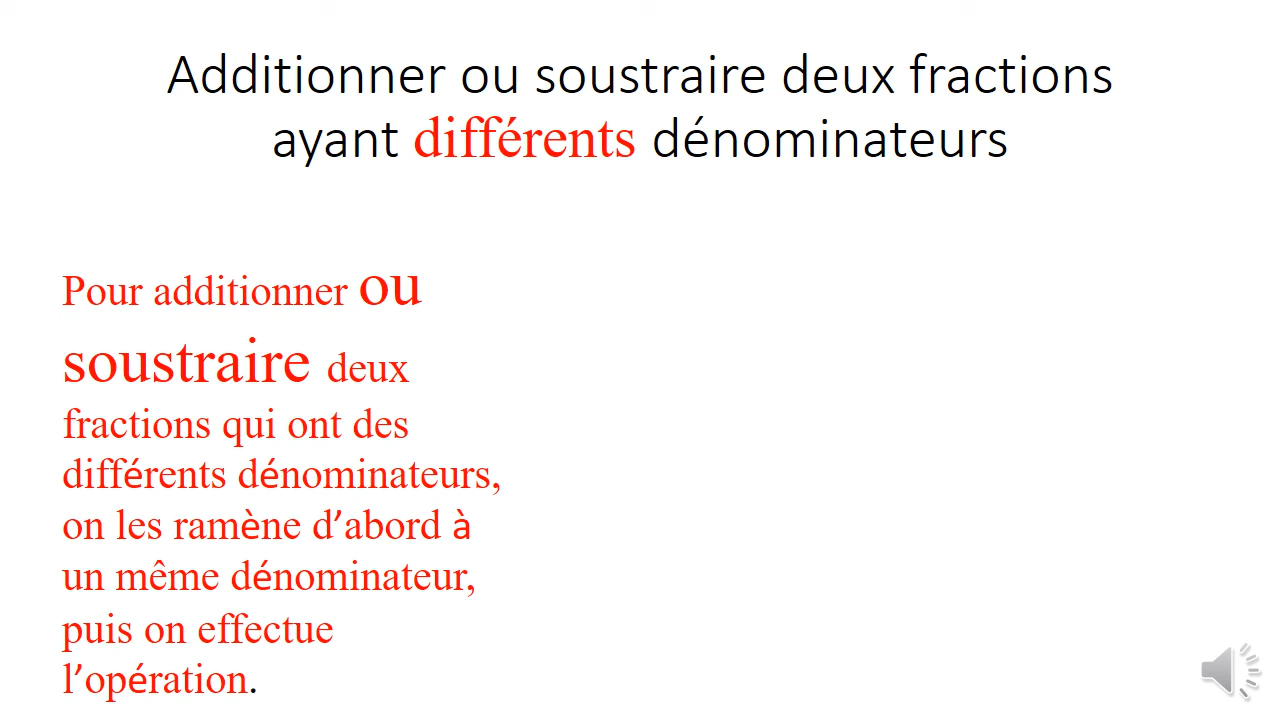 Additionner ou soustraire deux fractions
ayant différents dénominateurs
Pour additionner ou
soustraire deux
fractions qui ont des
différents dénominateurs,
on les ramène d’abord à
un même dénominateur,
puis on effectue
l’opération.